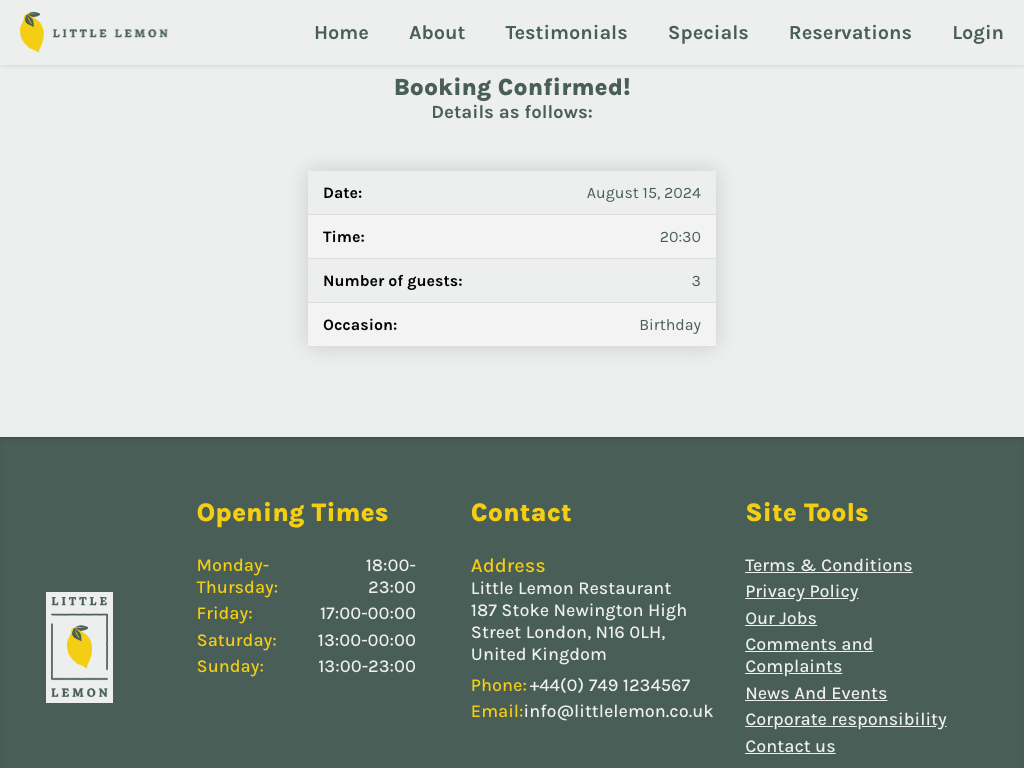 LITTLE LEMON
Home About Testimonials Specials Reservations Login
Booking Confirmed!
Details as follows:
Date: August 15, 2024
Time: 20:30
Number of guests: 3
Occasion: Birthday
LITTLE
LEMON
Opening Times
Monday- 18:00-
Thursday: 23:00
Friday: 17:00-00:00
Saturday: 13:00-00:00
Sunday: 13:00-23:00
Contact
Address
Little Lemon Restaurant
187 Stoke Newington High
Street London, N16 0LH,
United Kingdom
Phone: +44(0) 749 1234567
Email:info@littlelemon.co.uk
Site Tools
Terms & Conditions
Privacy Policy
Our Jobs
Comments and
Complaints
News And Events
Corporate responsibility
Contact us